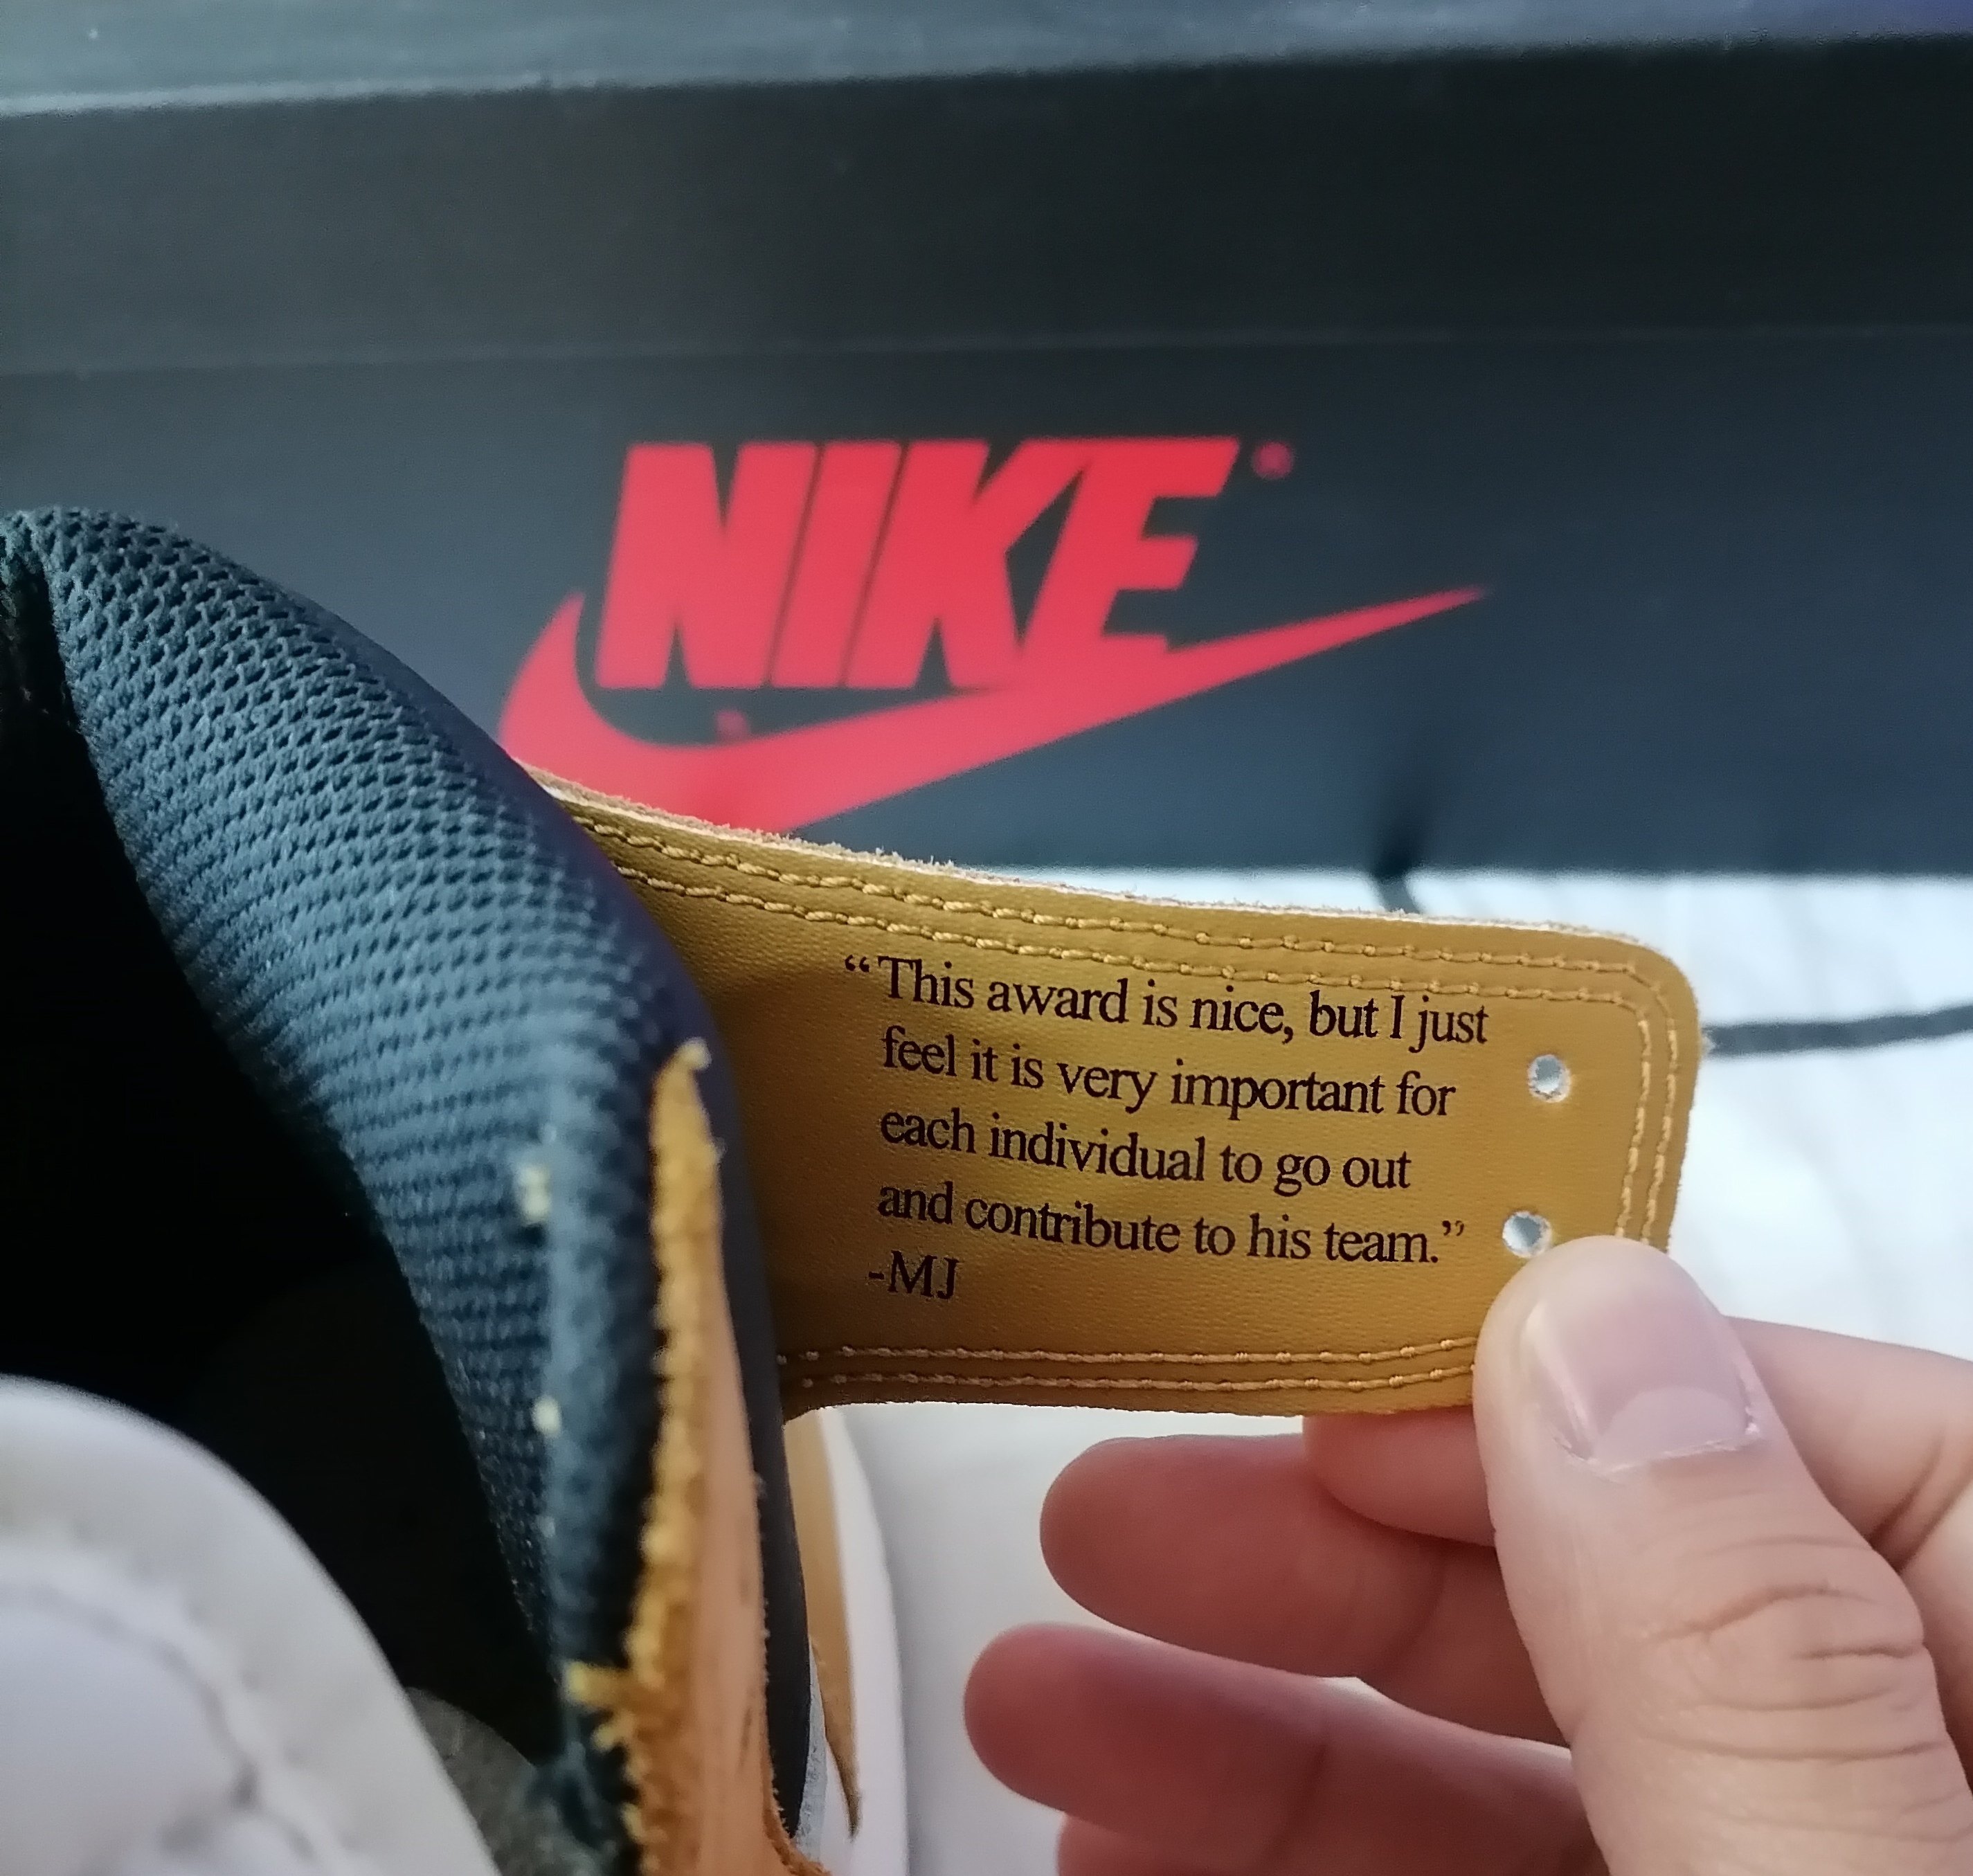 NIKE®
“This award is nice, but I just
feel it is very important for
each individual to go out
and contribute to his team.”
-MJ